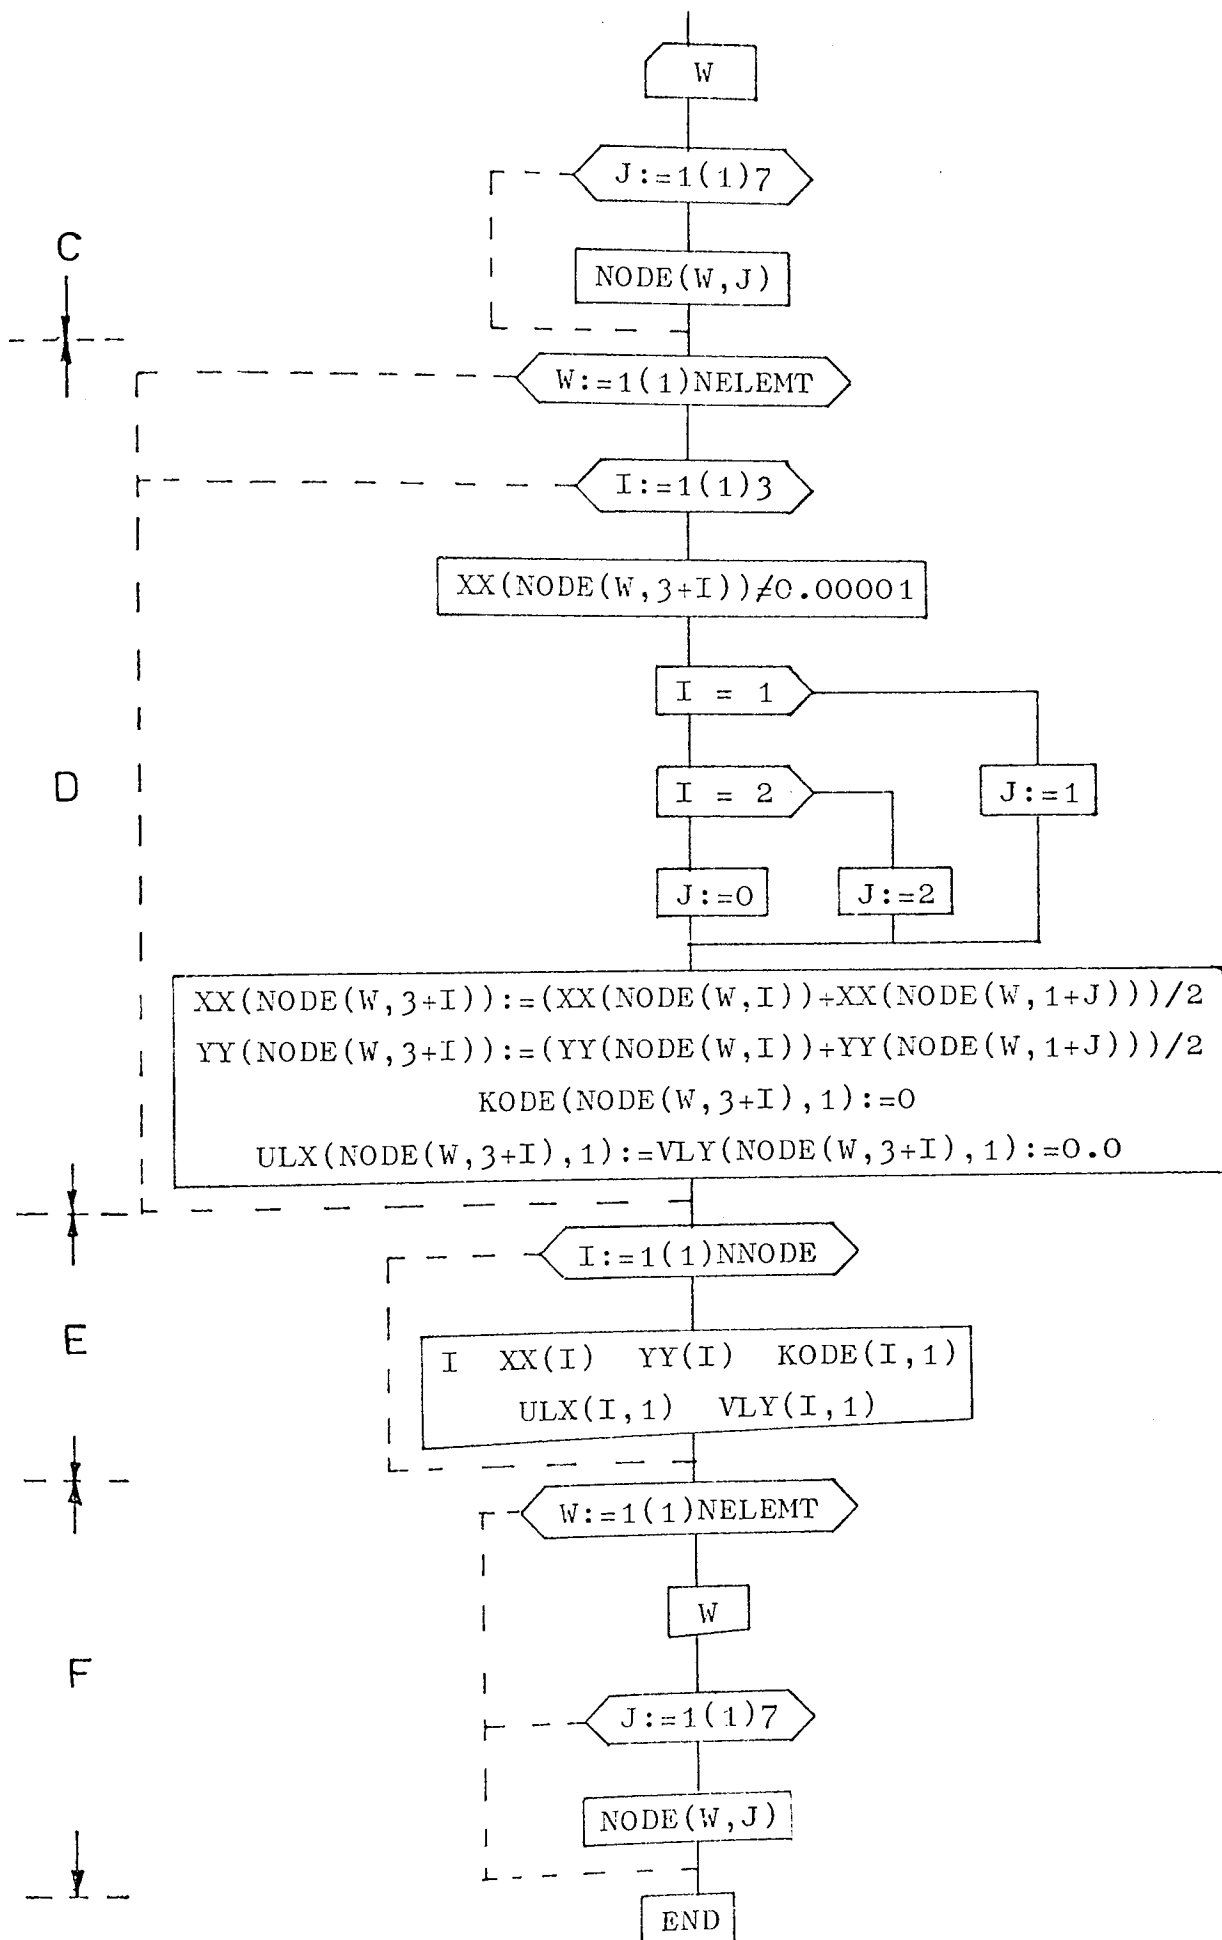 W
J:=1(1)7
C
NODE(W,J)
W:=1(1)NELEMT
I:=1(1)3
XX(NODE(W,3+I))≠0.00001
I = 1
D
I = 2
J:=1
J:=0
J:=2
XX(NODE(W,3+I)):=(XX(NODE(W,I))+XX(NODE(W,1+J)))/2
YY(NODE(W,3+I)):=(YY(NODE(W,I))+YY(NODE(W,1+J)))/2
KODE(NODE(W,3+I),1):=0
ULX(NODE(W,3+I),1):=VLY(NODE(W,3+I),1):=0.0
I:=1(1)NNODE
E
I XX(I) YY(I) KODE(I,1)
ULX(I,1) VLY(I,1)
W:=1(1)NELEMT
W
F
J:=1(1)7
NODE(W,J)
END